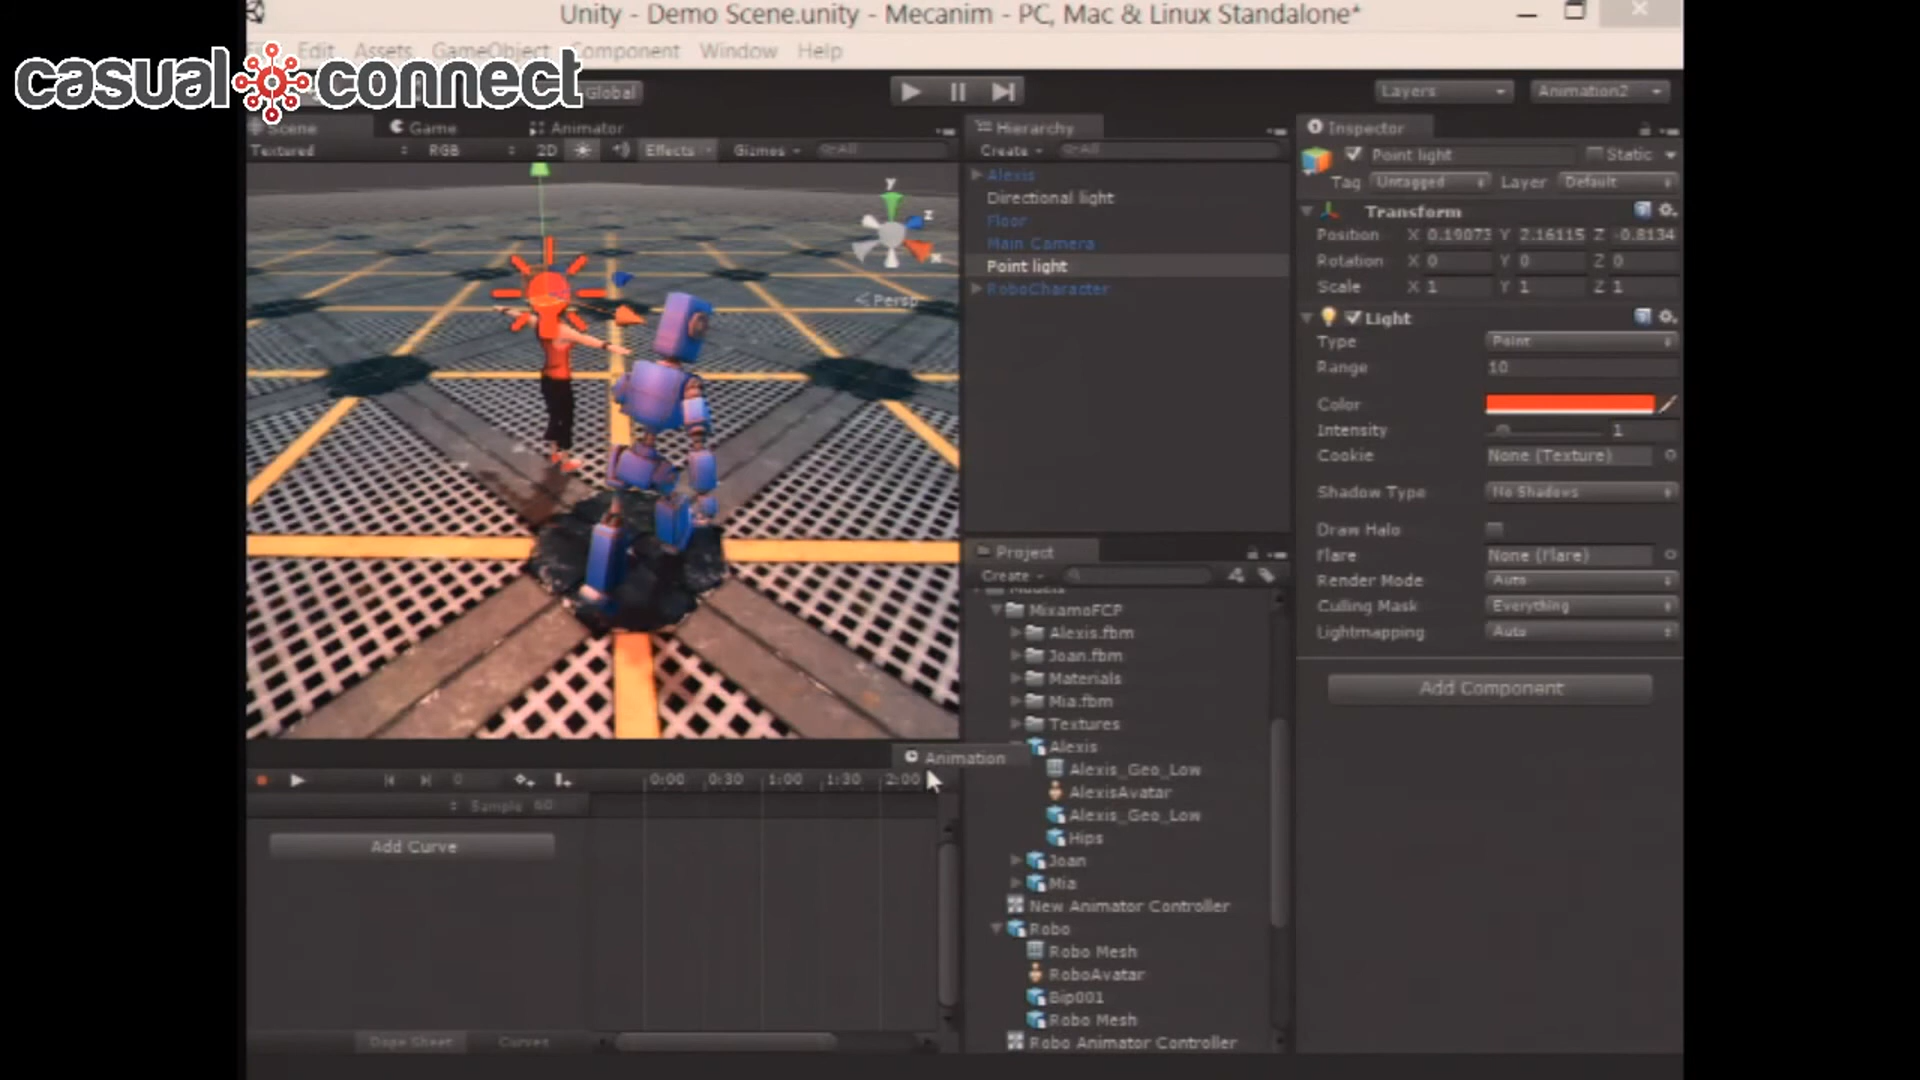 Unity - Demo Scene.unity - Mecanim - PC, Mac & Linux Standalone*
Edit Assets GameObject Component Window Help
casual connect
Global
Layers
Animation2
Scene
Game
Animator
Textured
RGB
2D
Effects
Gizmos
All
y
z
x
Persp
Hierarchy
Create
All
Alexis
Directional light
Floor
Main Camera
Point light
RoboCharacter
Inspector
Point light
Static
Tag Untagged Layer Default
Transform
Position X 0.19073 Y 2.16115 Z -0.8134
Rotation X 0 Y 0 Z 0
Scale X 1 Y 1 Z 1
Light
Type Point
Range 10
Color
Intensity 1
Cookie None (Texture)
Shadow Type No Shadows
Draw Halo
Flare None (Flare)
Render Mode Auto
Culling Mask Everything
Lightmapping Auto
Add Component
Project
Create
Models
MixamoFCP
Alexis.fbm
Joan.fbm
Materials
Mia.fbm
Textures
Alexis
Alexis_Geo_Low
AlexisAvatar
Alexis_Geo_Low
Hips
Joan
Mia
New Animator Controller
Robo
Robo Mesh
RoboAvatar
Bip001
Robo Mesh
Robo Animator Controller
Animation
0 0:00 0:30 1:00 1:30 2:00
Sample 60
Add Curve
Dope Sheet Curves